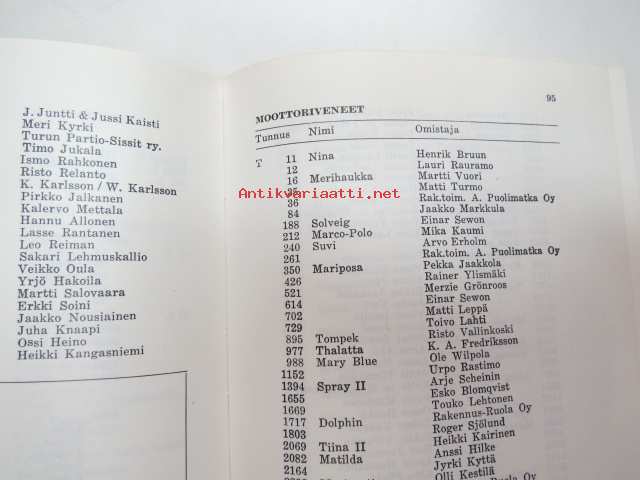 J. Juntti & Jussi Kaisti
Meri Kyrki
Turun Partio-Sissit ry.
Timo Jukala
Ismo Rahkonen
Risto Relanto
K. Karlsson / W. Karlsson
Pirkko Jalkanen
Kalervo Mettala
Hannu Allonen
Lasse Rantanen
Leo Reiman
Sakari Lehmuskallio
Veikko Oula
Yrjö Hakoila
Martti Salovaara
Erkki Soini
Jaakko Nousiainen
Juha Knaapi
Ossi Heino
Heikki Kangasniemi
95
MOOTTORIVENEET
Tunnus Nimi Omistaja
T 11 Nina Henrik Bruun
12 Lauri Rauramo
16 Merihaukka Martti Vuori
35 Matti Turmo
36 Rak.toim. A. Puolimatka Oy
84 Jaakko Markkula
188 Solveig Einar Sewon
212 Marco-Polo Mika Kaumi
240 Suvi Arvo Erholm
261 Rak.toim. A. Puolimatka Oy
350 Mariposa Pekka Jaakkola
426 Rainer Ylismäki
521 Merzie Grönroos
614 Einar Sewon
702 Matti Leppä
729 Toivo Lahti
895 Tompek Risto Vallinkoski
977 Thalatta K. A. Fredriksson
988 Mary Blue Ole Wilpola
1152 Urpo Rastimo
1394 Spray II Arje Scheinin
1655 Esko Blomqvist
1669 Touko Lehtonen
1717 Dolphin Rakennus-Ruola Oy
1803 Roger Sjölund
2069 Tiina II Heikki Kairinen
2082 Matilda Anssi Hilke
2164 Jyrki Kyttä
Olli Kestilä
Ruola Oy
Antikvariaatti.net